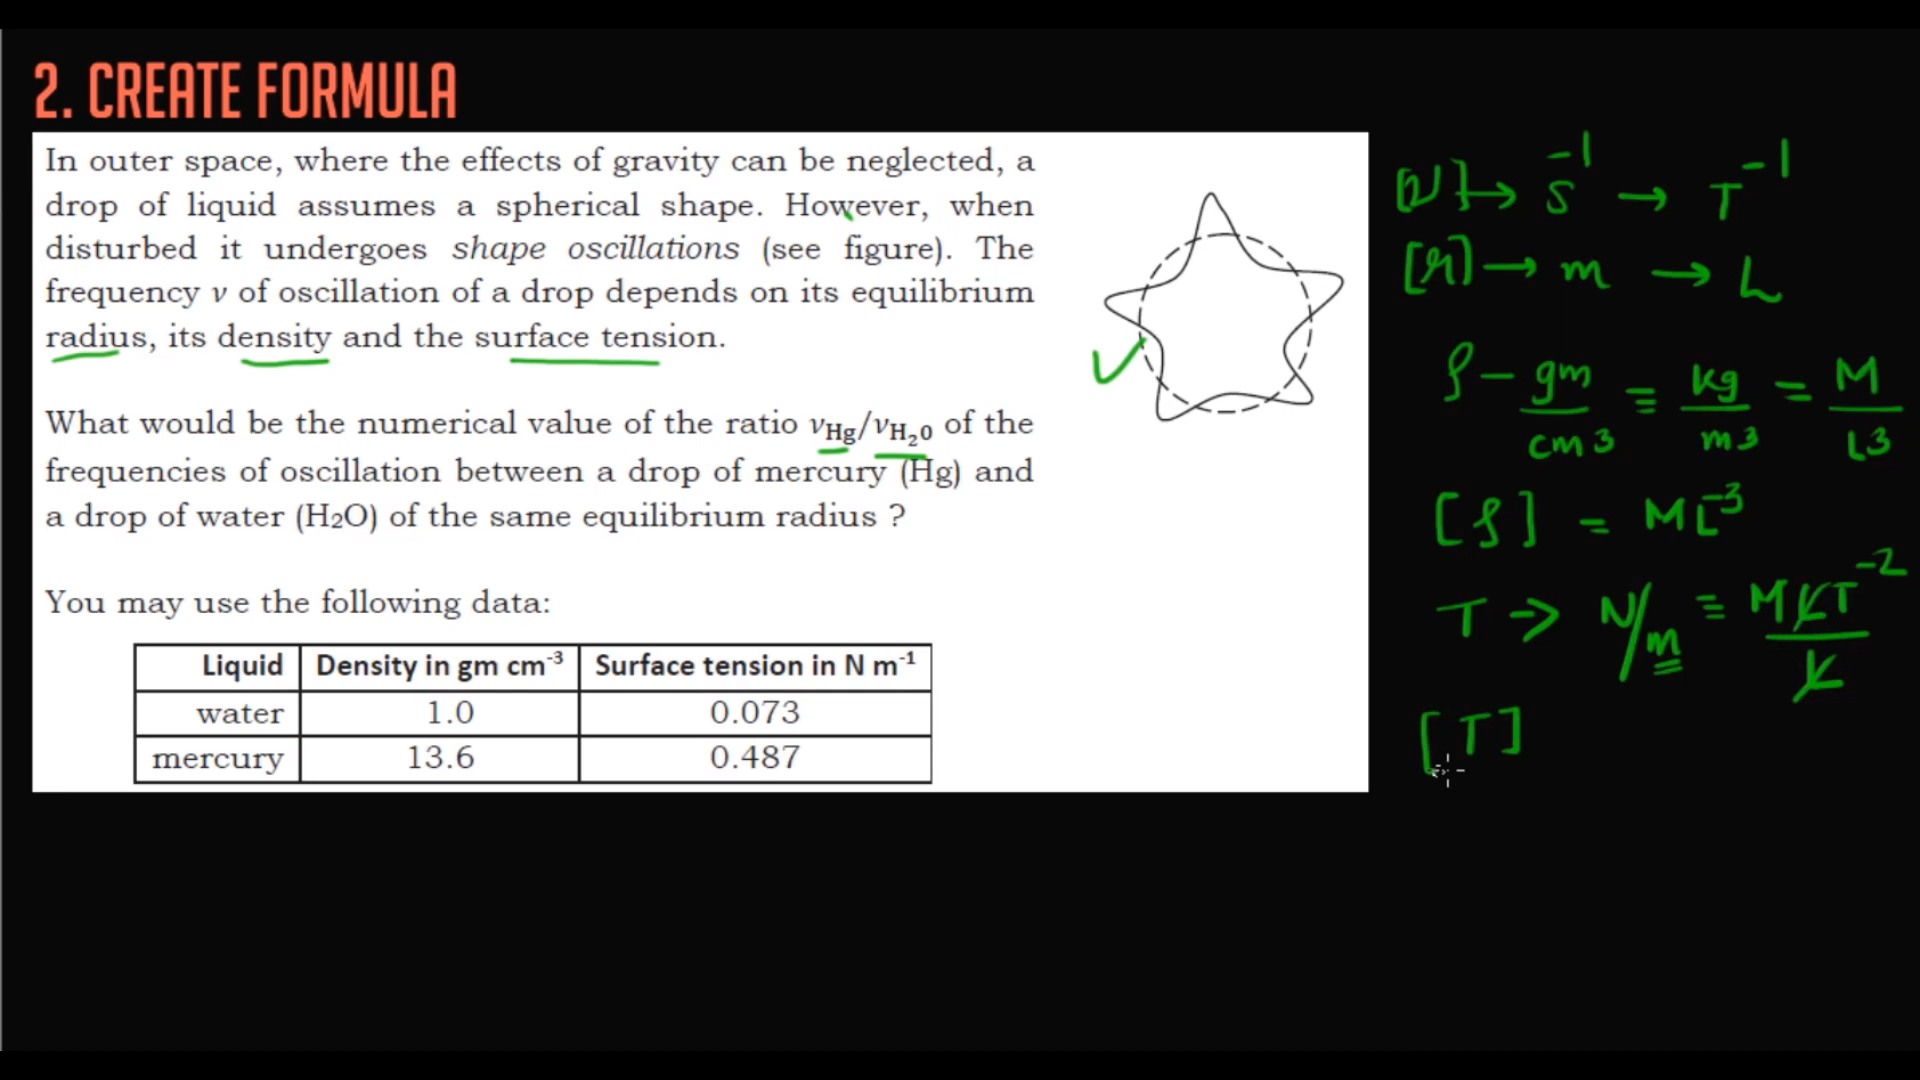 2. CREATE FORMULA
In outer space, where the effects of gravity can be neglected, a
drop of liquid assumes a spherical shape. However, when
disturbed it undergoes shape oscillations (see figure). The
frequency ν of oscillation of a drop depends on its equilibrium
radius, its density and the surface tension.
What would be the numerical value of the ratio νHg/νH₂O of the
frequencies of oscillation between a drop of mercury (Hg) and
a drop of water (H2O) of the same equilibrium radius ?
You may use the following data:
Liquid Density in gm cm⁻³ Surface tension in N m⁻¹
water 1.0 0.073
mercury 13.6 0.487
[ν] → s⁻¹ → T⁻¹
[r] → m → L
ρ – gm/cm³ ≡ kg/m³ = M/L³
[ρ] = ML⁻³
T → N/m ≡ MLT⁻²/L
[T]